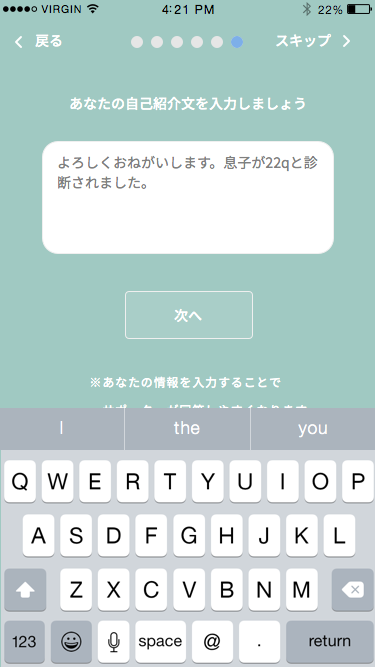 VIRGIN 4:21 PM 22%
戻る スキップ
あなたの自己紹介文を入力しましょう
よろしくおねがいします。息子が22qと診
断されました。
次へ
※あなたの情報を入力することで
I the you
Q W E R T Y U I O P
A S D F G H J K L
Z X C V B N M
123 space @ . return